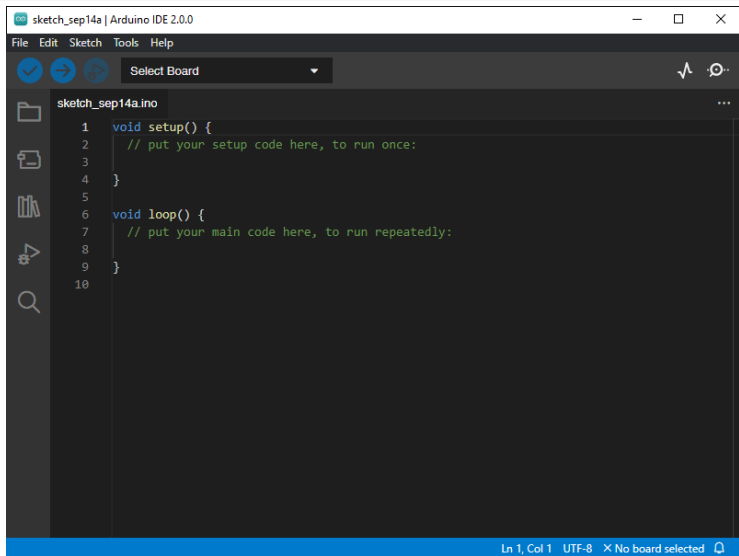 sketch_sep14a | Arduino IDE 2.0.0
File Edit Sketch Tools Help
Select Board
sketch_sep14a.ino
1 void setup() {
2 // put your setup code here, to run once:
3
4 }
5
6 void loop() {
7 // put your main code here, to run repeatedly:
8
9 }
10
Ln 1, Col 1 UTF-8 × No board selected